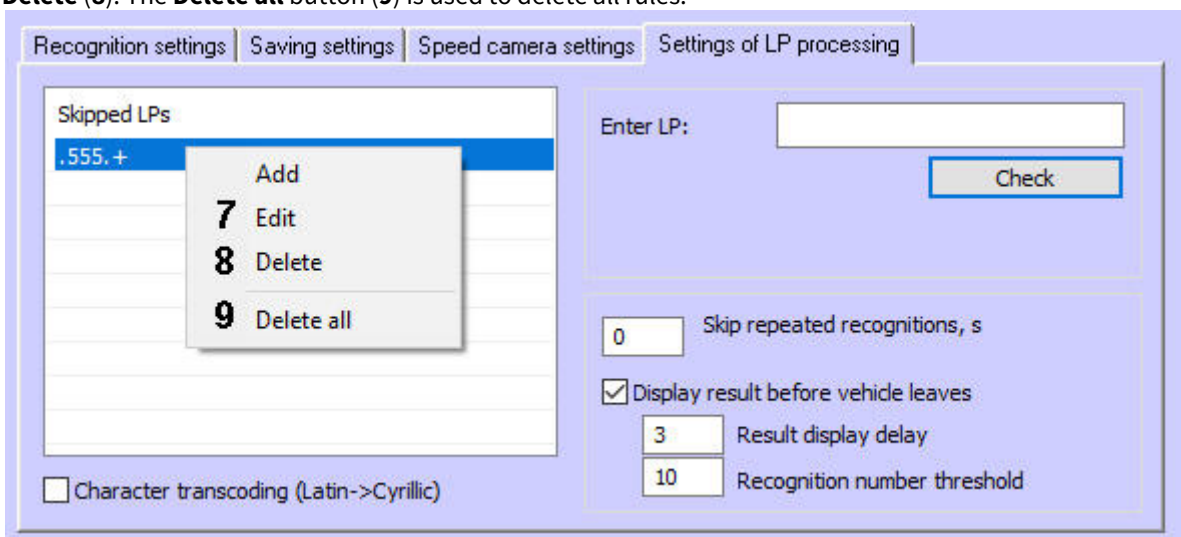 Delete (8). The Delete all button (9) is used to delete all rules.
Recognition settings Saving settings Speed camera settings Settings of LP processing
Skipped LPs
.555.+
Add
7 Edit
8 Delete
9 Delete all
Character transcoding (Latin->Cyrillic)
Enter LP:
Check
0 Skip repeated recognitions, s
Display result before vehicle leaves
3 Result display delay
10 Recognition number threshold